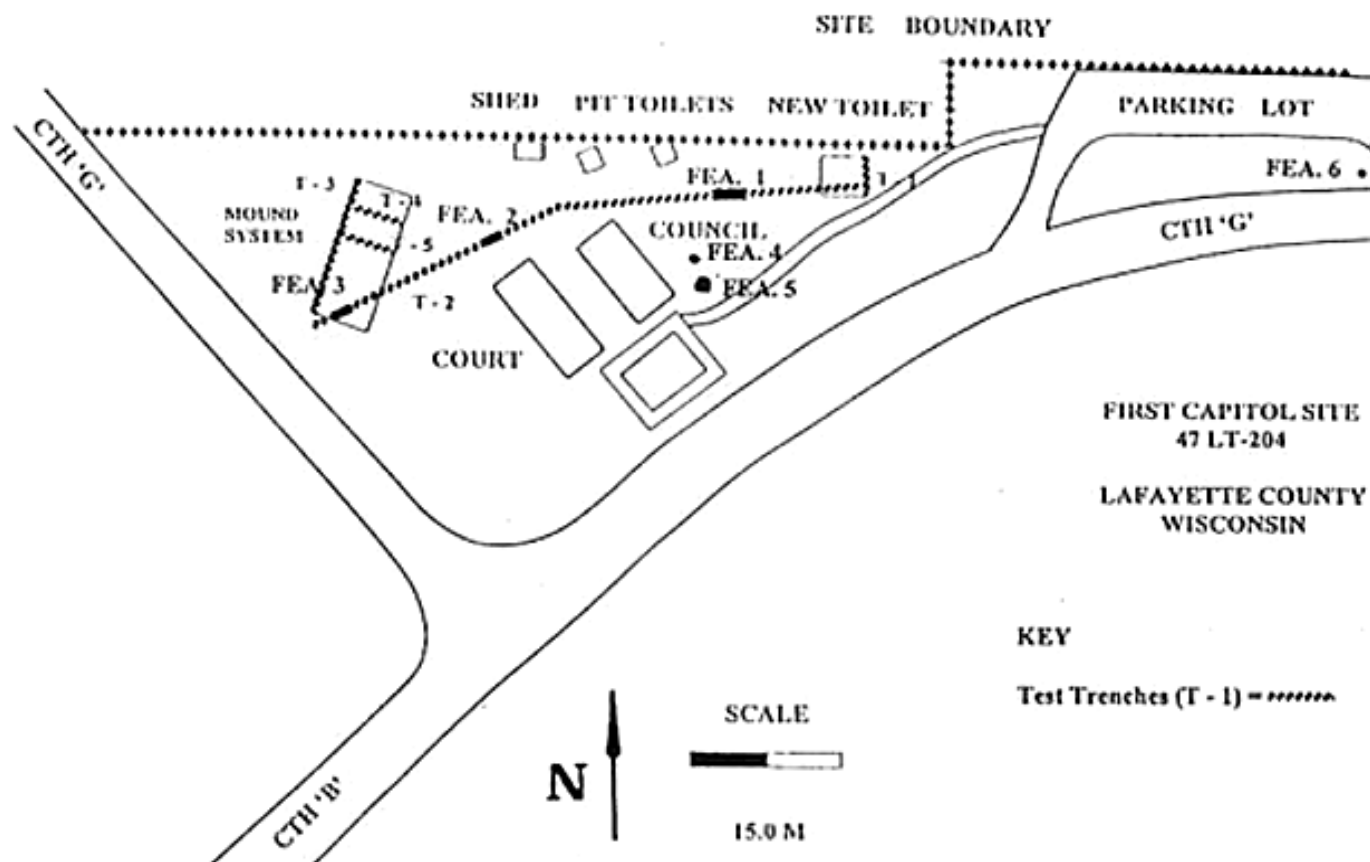 SITE BOUNDARY
SHED PIT TOILETS NEW TOILET
PARKING LOT
CTH 'G'
FEA. 1
FEA. 6
T - 3
T - 4
T - 1
MOUND
SYSTEM
FEA. 2
COUNCIL
CTH 'G'
- 5
FEA. 4
FEA. 3
T - 2
FEA. 5
COURT
FIRST CAPITOL SITE
47 LT-204
LAFAYETTE COUNTY
WISCONSIN
KEY
Test Trenches (T - 1) =
SCALE
N
CTH 'B'
15.0 M